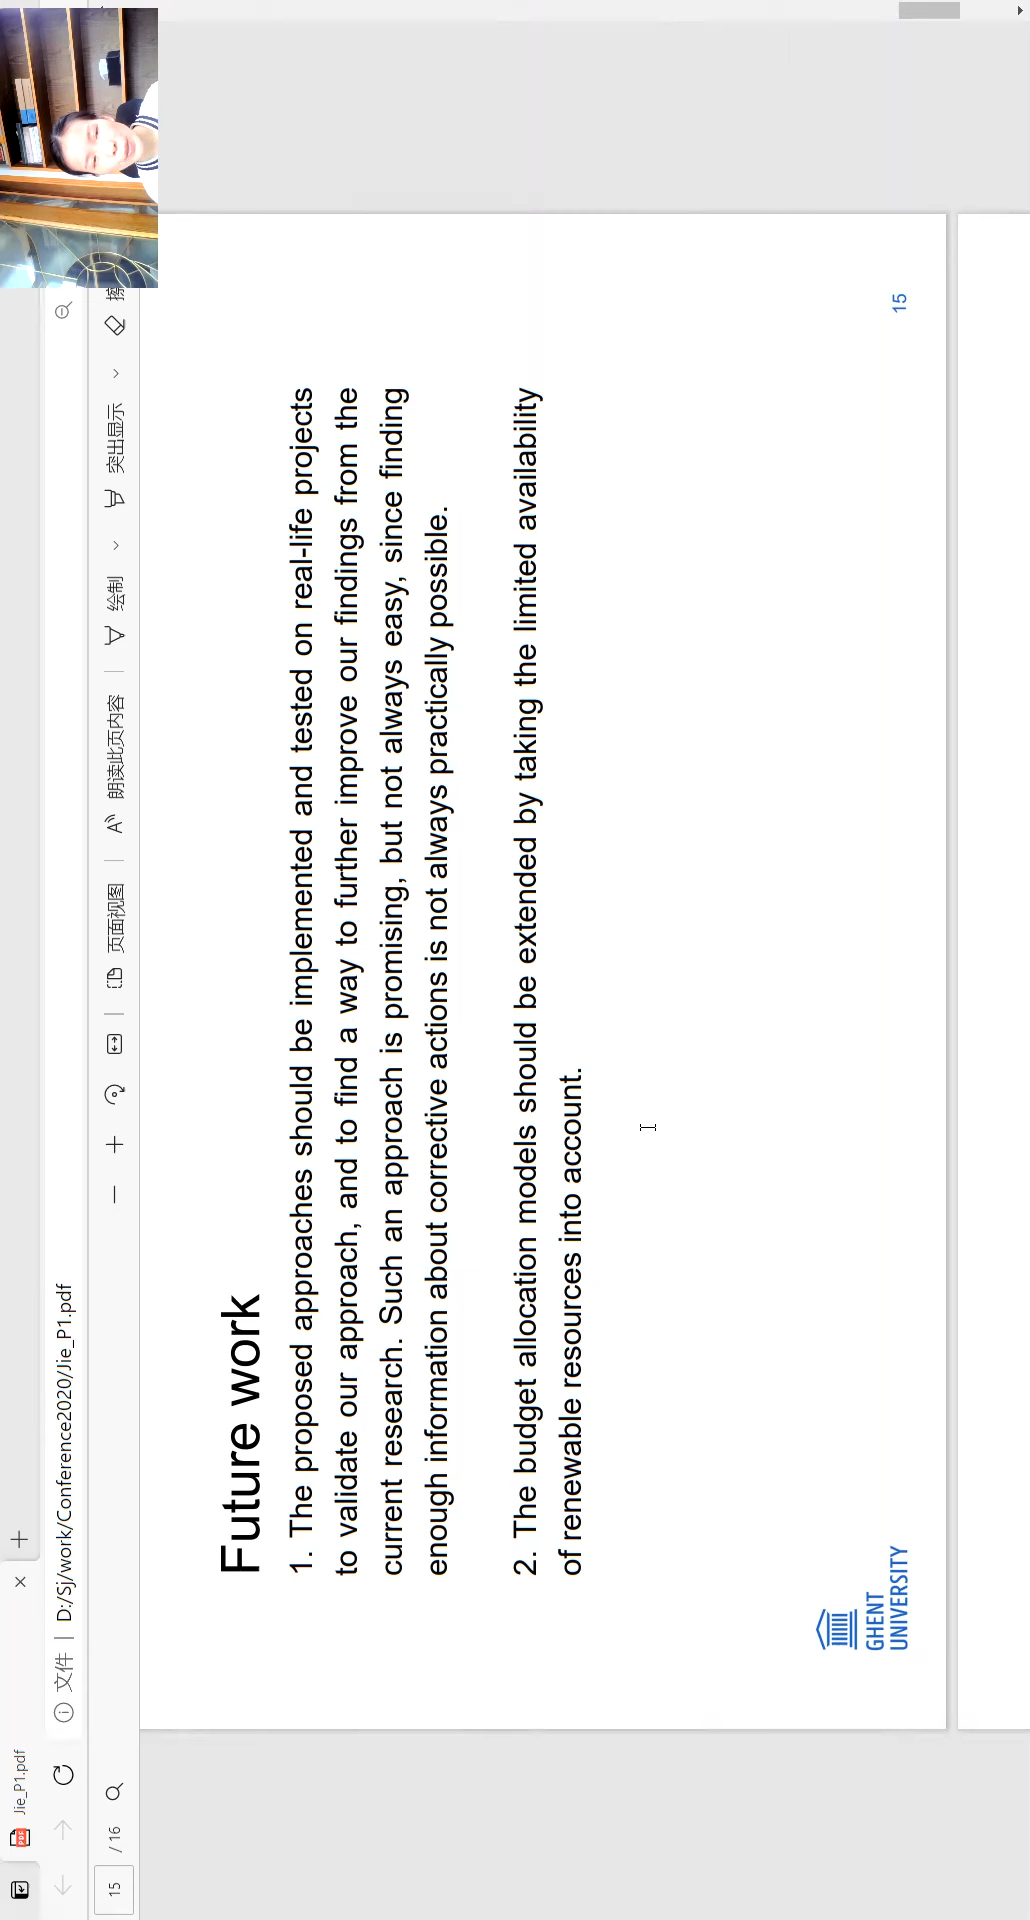 Jie_P1.pdf
文件 | D:/Sj/work/Conference2020/Jie_P1.pdf
15 / 16
页面视图
朗读此页内容
绘制
突出显示
Future work
1. The proposed approaches should be implemented and tested on real-life projects
to validate our approach, and to find a way to further improve our findings from the
current research. Such an approach is promising, but not always easy, since finding
enough information about corrective actions is not always practically possible.
2. The budget allocation models should be extended by taking the limited availability
of renewable resources into account.
GHENT
UNIVERSITY
15